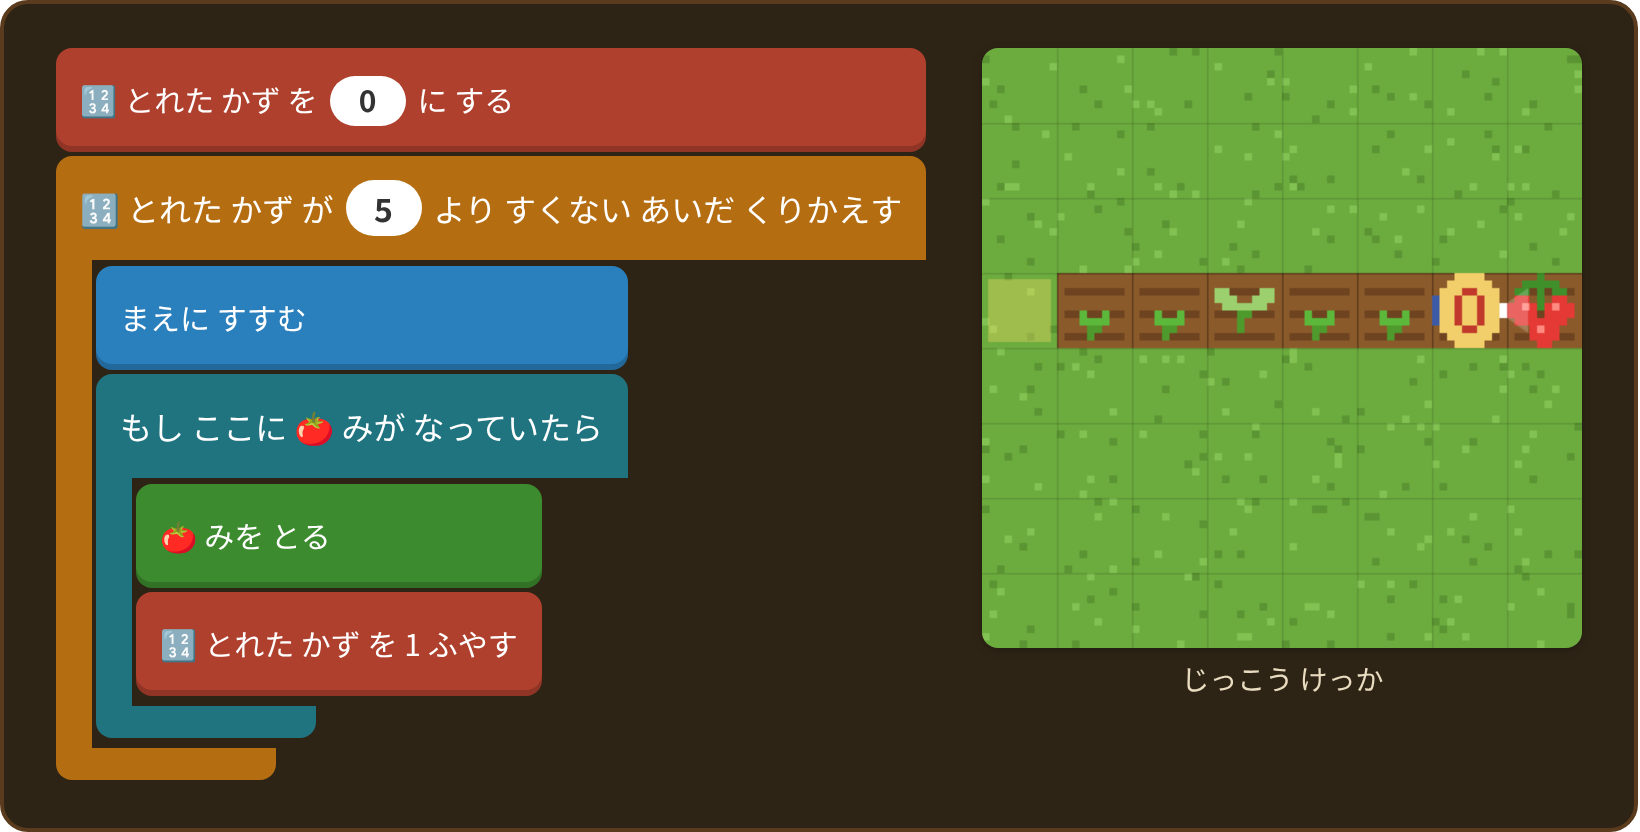 🔢 とれた かず を 0 に する
🔢 とれた かず が 5 より すくない あいだ くりかえす
まえに すすむ
もし ここに 🍅 みが なっていたら
🍅 みを とる
🔢 とれた かず を 1 ふやす
じっこう けっか